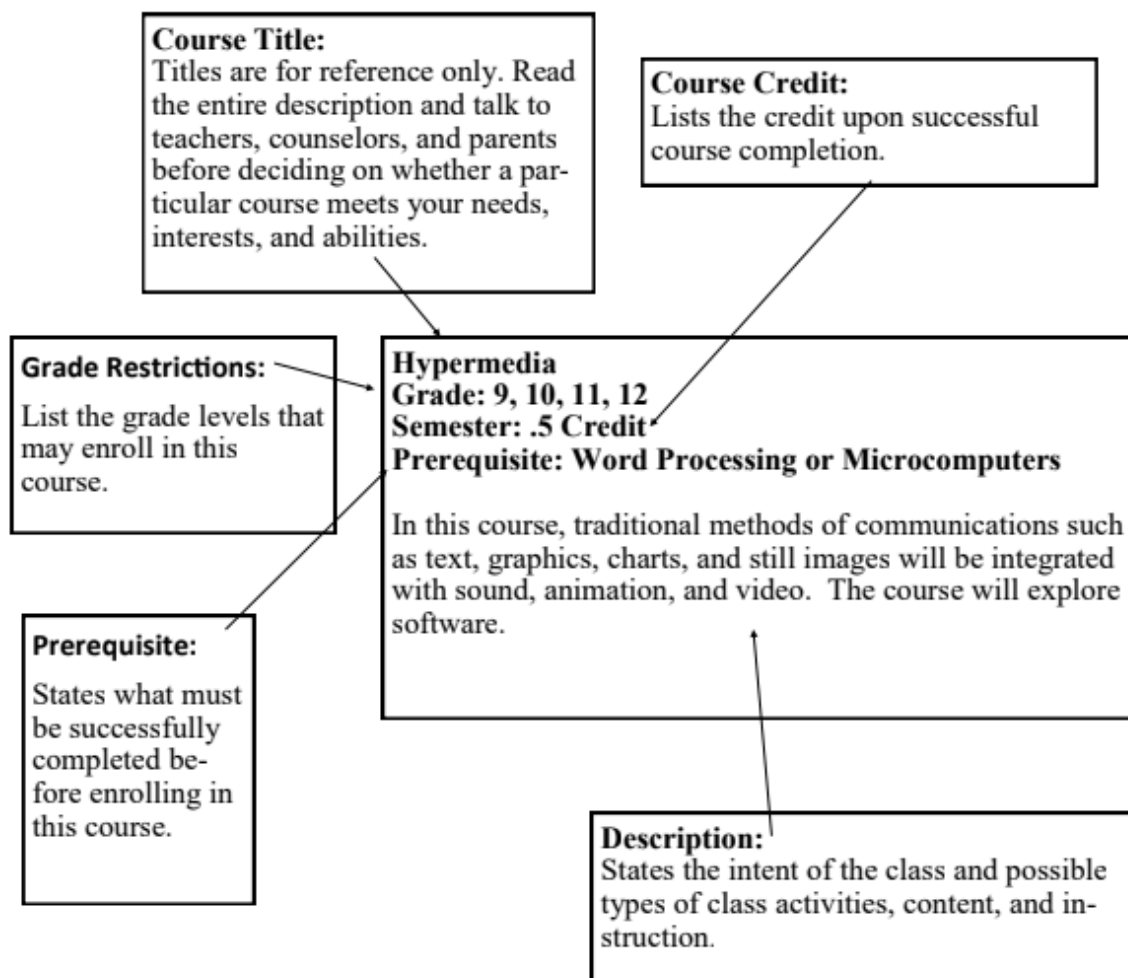 Course Title:
Titles are for reference only. Read
the entire description and talk to
teachers, counselors, and parents
before deciding on whether a par-
ticular course meets your needs,
interests, and abilities.
Course Credit:
Lists the credit upon successful
course completion.
Grade Restrictions:
List the grade levels that
may enroll in this
course.
Hypermedia
Grade: 9, 10, 11, 12
Semester: .5 Credit
Prerequisite: Word Processing or Microcomputers
In this course, traditional methods of communications such
as text, graphics, charts, and still images will be integrated
with sound, animation, and video.  The course will explore
software.
Prerequisite:
States what must
be successfully
completed be-
fore enrolling in
this course.
Description:
States the intent of the class and possible
types of class activities, content, and in-
struction.